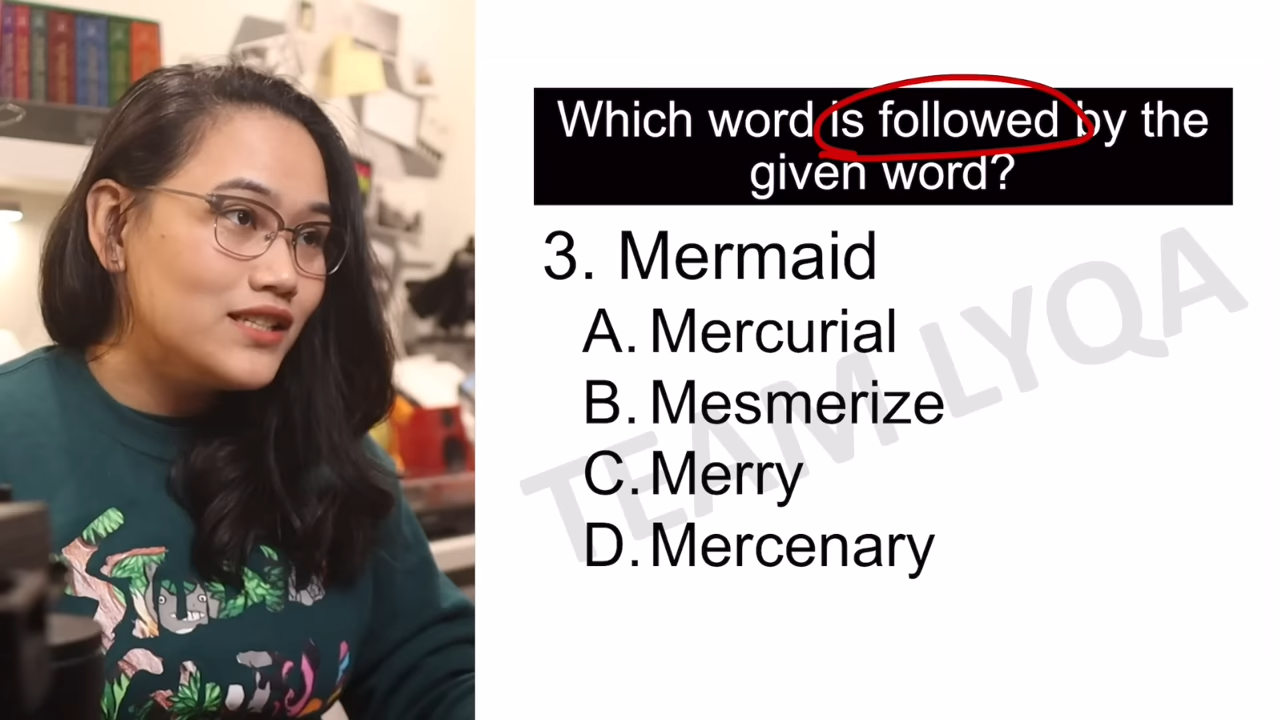 Which word is followed by the
given word?
3. Mermaid
A. Mercurial
B. Mesmerize
C. Merry
D. Mercenary
TEAM LYQA